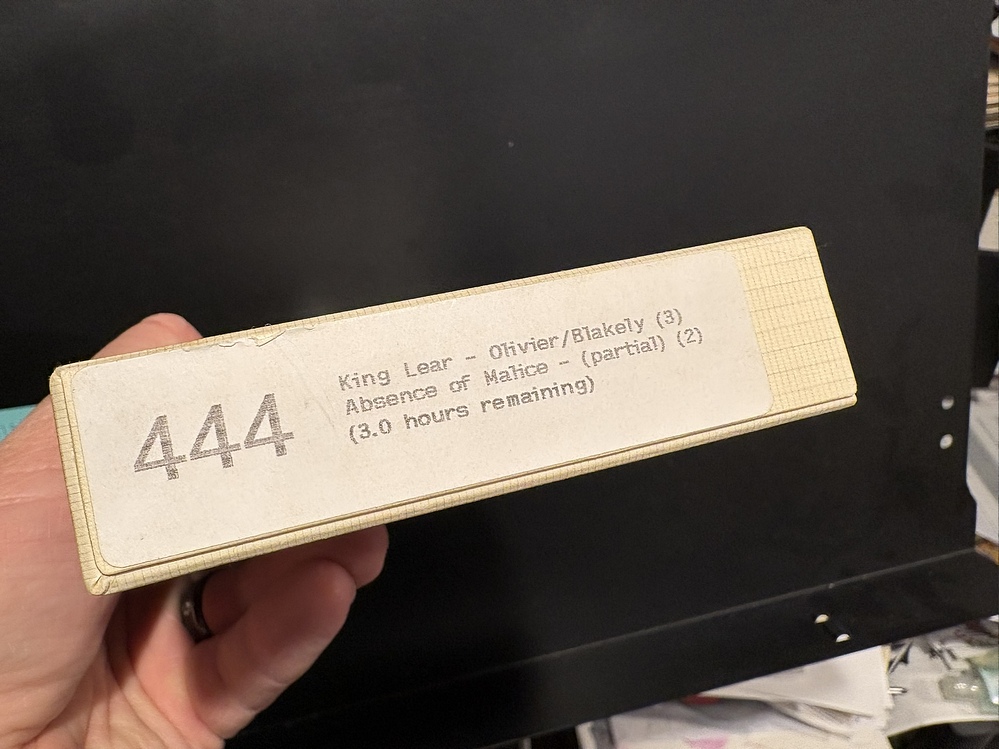 444
King Lear - Olivier/Blakely (3)
Absence of Malice - (partial) (2)
(3.0 hours remaining)